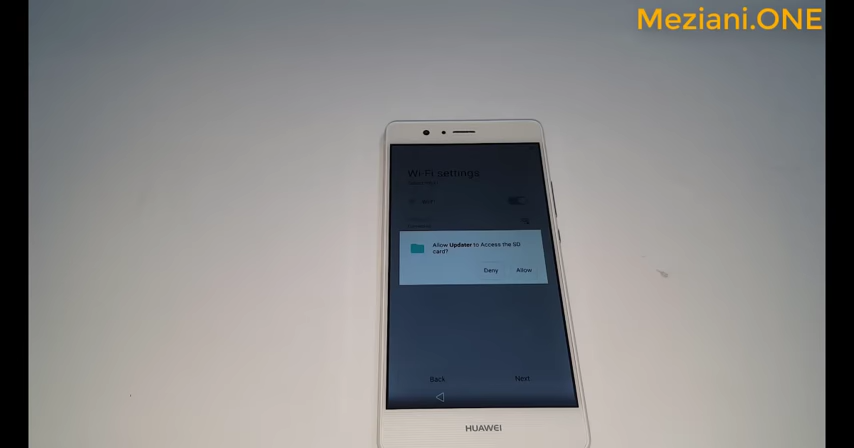 Meziani.ONE
Wi-Fi settings
Allow Updater to Access the SD
card?
Deny
Allow
Back
Next
HUAWEI